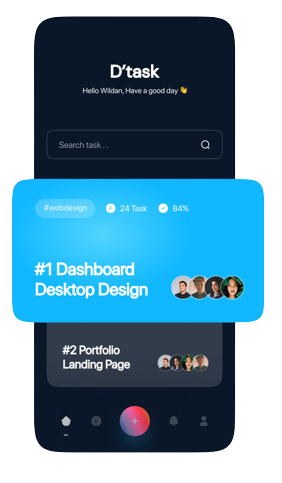 D'task
Hello Wildan, Have a good day 👋
Search task . .
#webdesign
24 Task
84%
#1 Dashboard
Desktop Design
#2 Portfolio
Landing Page